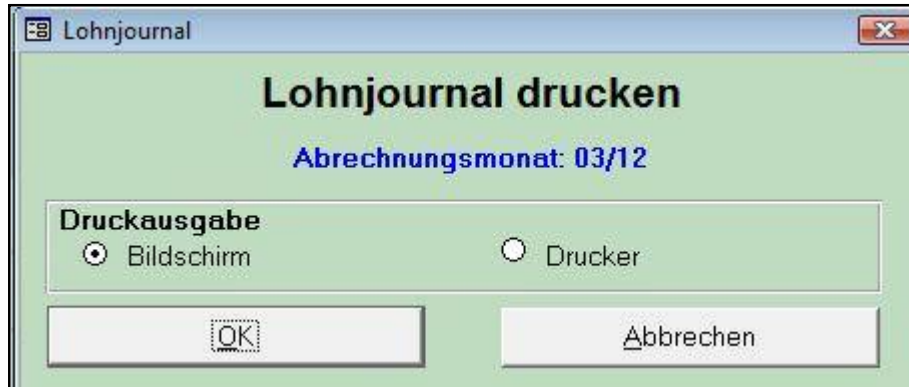 Lohnjournal
Lohnjournal drucken
Abrechnungsmonat: 03/12
Druckausgabe
Bildschirm Drucker
OK Abbrechen